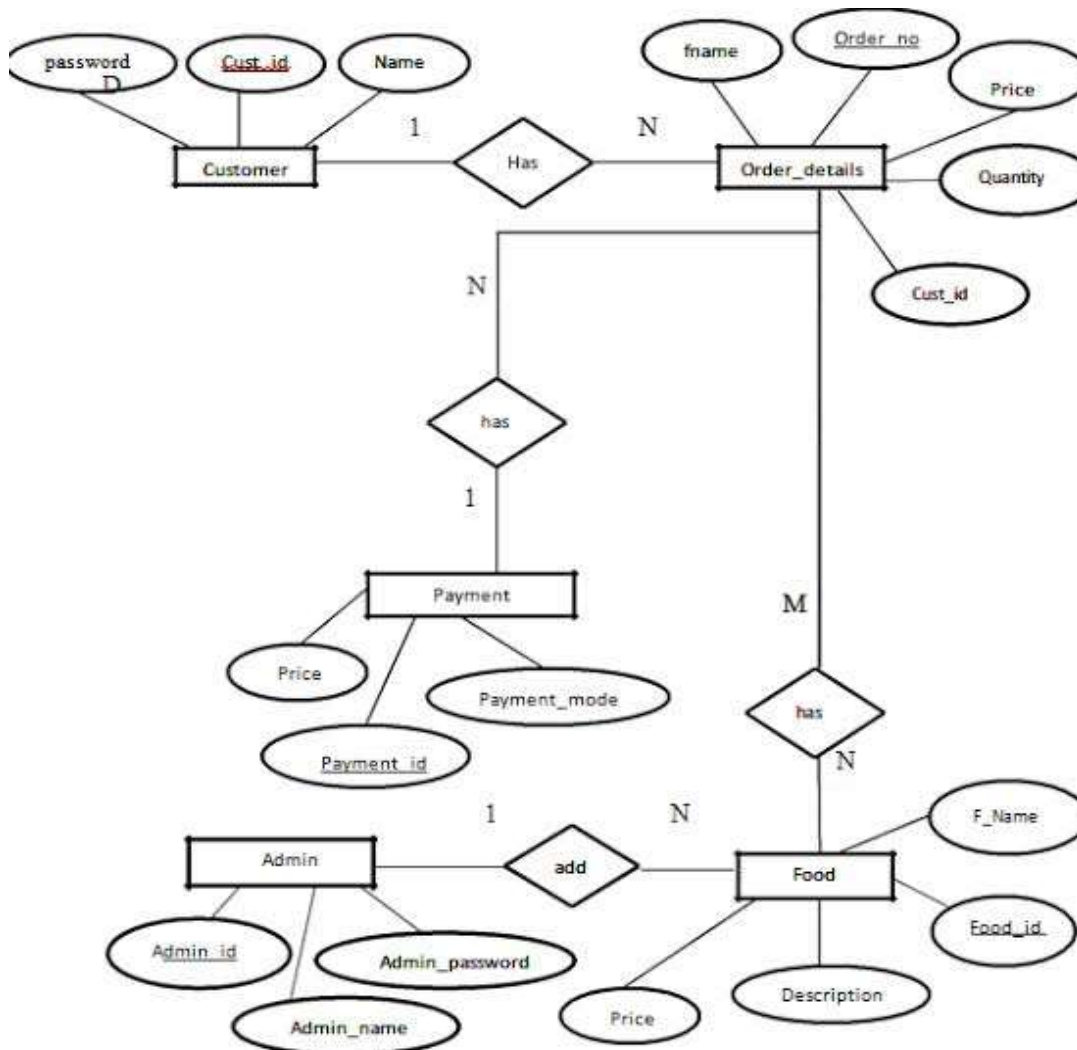 password
D
Cust_id
Name
fname
Order_no
Price
1
N
Customer
Has
Order_details
Quantity
Cust_id
N
has
1
Payment
M
Price
Payment_mode
has
Payment_id
N
1
N
F_Name
Admin
add
Food
Admin_id
Admin_password
Food_id
Description
Admin_name
Price